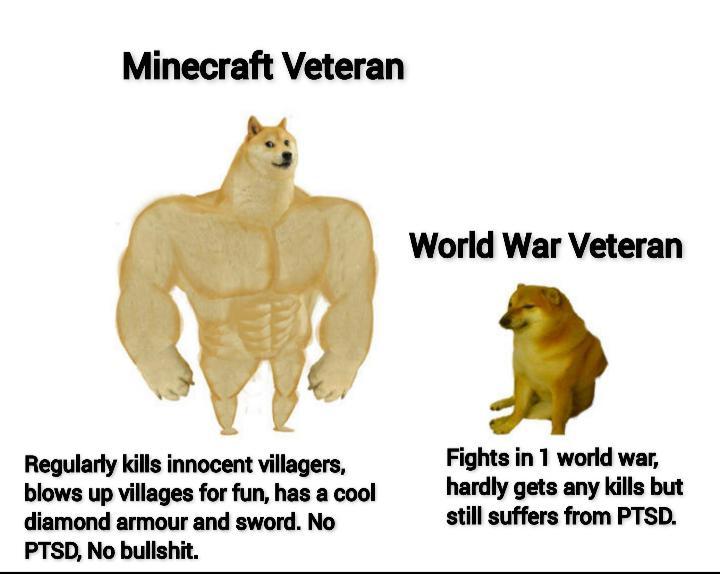 Minecraft Veteran
World War Veteran
Regularly kills innocent villagers,
blows up villages for fun, has a cool
diamond armour and sword. No
PTSD, No bullshit.
Fights in 1 world war,
hardly gets any kills but
still suffers from PTSD.